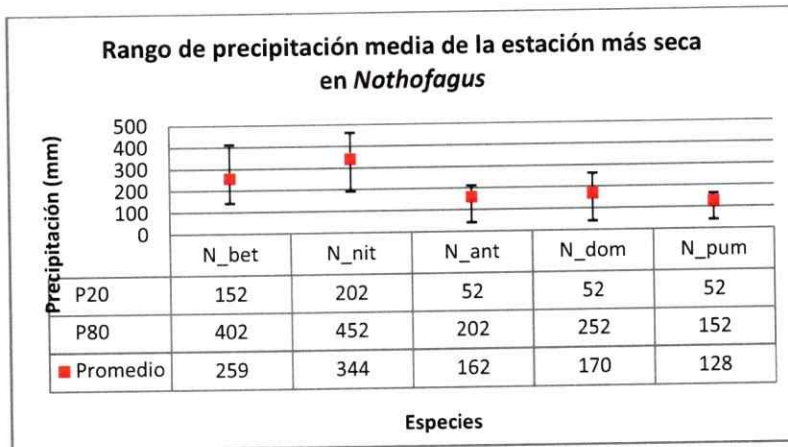 Rango de precipitación media de la estación más seca
en Nothofagus
Precipitación (mm)
500
400
300
200
100
0
N_bet N_nit N_ant N_dom N_pum
P20 152 202 52 52 52
P80 402 452 202 252 152
Promedio 259 344 162 170 128
Especies